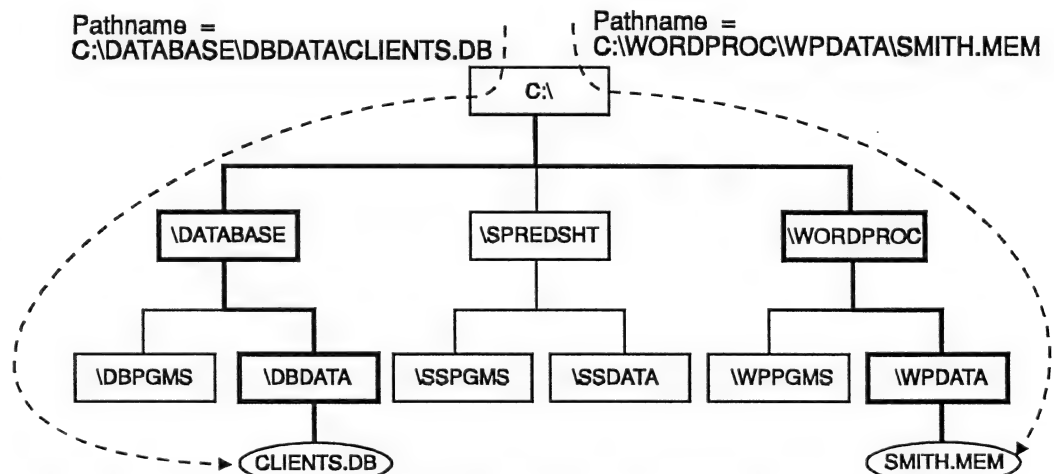 Pathname =
C:\DATABASE\DBDATA\CLIENTS.DB
Pathname =
C:\WORDPROC\WPDATA\SMITH.MEM
C:\
\DATABASE
\SPREDSHT
\WORDPROC
\DBPGMS
\DBDATA
\SSPGMS
\SSDATA
\WPPGMS
\WPDATA
CLIENTS.DB
SMITH.MEM